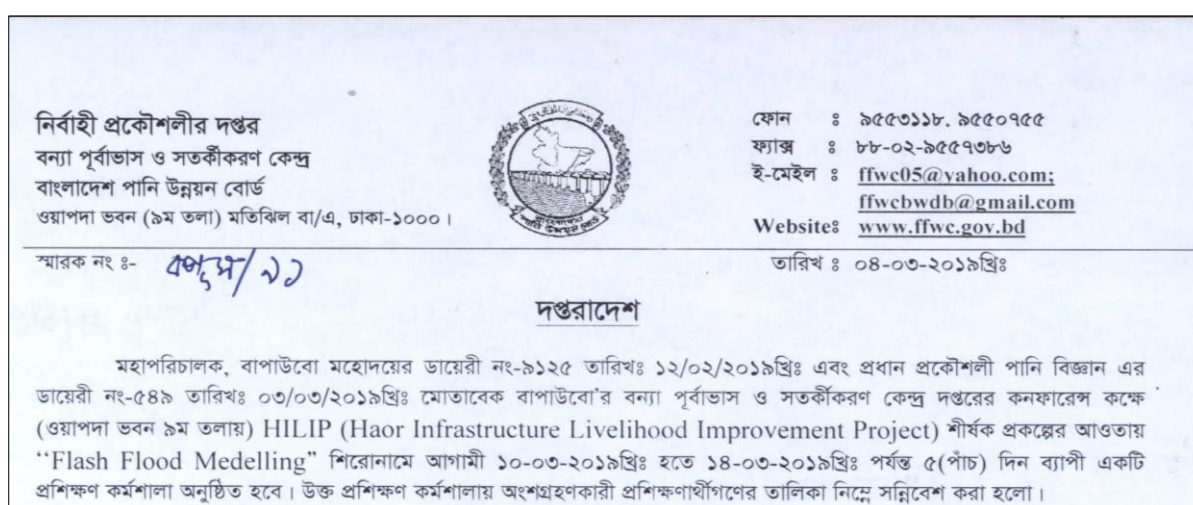 নির্বাহী প্রকৌশলীর দপ্তর
বন্যা পূর্বাভাস ও সতর্কীকরণ কেন্দ্র
বাংলাদেশ পানি উন্নয়ন বোর্ড
ওয়াপদা ভবন (৯ম তলা) মতিঝিল বা/এ, ঢাকা-১০০০।
ফোন ঃ ৯৫৫৩১১৮. ৯৫৫০৭৫৫
ফ্যাক্স ঃ ৮৮-০২-৯৫৫৭৩৮৬
ই-মেইল ঃ ffwc05@yahoo.com;
ffwcbwdb@gmail.com
Websiteঃ www.ffwc.gov.bd
স্মারক নং ঃ-
তারিখ ঃ ০৪-০৩-২০১৯খ্রিঃ
দপ্তরাদেশ
মহাপরিচালক, বাপাউবো মহোদয়ের ডায়েরী নং-৯১২৫ তারিখঃ ১২/০২/২০১৯খ্রিঃ এবং প্রধান প্রকৌশলী পানি বিজ্ঞান এর
ডায়েরী নং-৫৪৯ তারিখঃ ০৩/০৩/২০১৯খ্রিঃ মোতাবেক বাপাউবো'র বন্যা পূর্বাভাস ও সতর্কীকরণ কেন্দ্র দপ্তরের কনফারেন্স কক্ষে
(ওয়াপদা ভবন ৯ম তলায়) HILIP (Haor Infrastructure Livelihood Improvement Project) শীর্ষক প্রকল্পের আওতায়
‘‘Flash Flood Medelling” শিরোনামে আগামী ১০-০৩-২০১৯খ্রিঃ হতে ১৪-০৩-২০১৯খ্রিঃ পর্যন্ত ৫(পাঁচ) দিন ব্যাপী একটি
প্রশিক্ষণ কর্মশালা অনুষ্ঠিত হবে। উক্ত প্রশিক্ষণ কর্মশালায় অংশগ্রহণকারী প্রশিক্ষণার্থীগণের তালিকা নিম্নে সন্নিবেশ করা হলো।